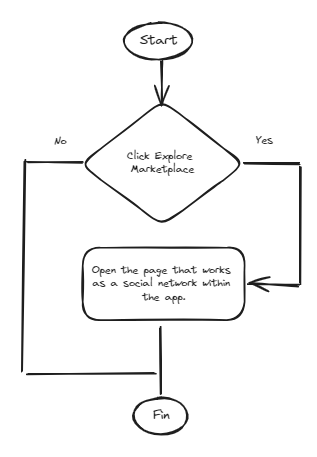 Start
No
Yes
Click Explore
Marketplace
Open the page that works
as a social network within
the app.
Fin